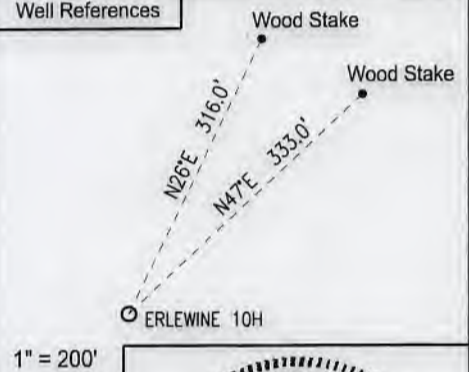 Well References
Wood Stake
Wood Stake
N26°E 316.0'
N47°E 333.0'
ERLEWINE 10H
1" = 200'